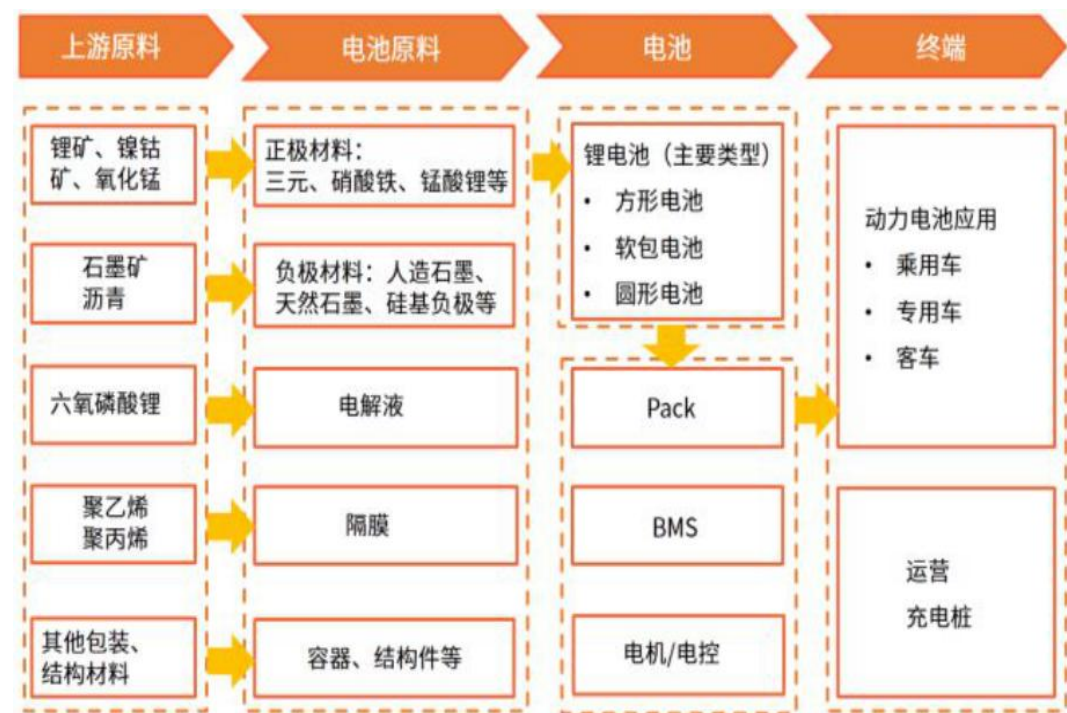 上游原料
电池原料
电池
终端
锂矿、镍钴
矿、氧化锰
正极材料：
三元、硝酸铁、锰酸锂等
锂电池（主要类型）
• 方形电池
• 软包电池
• 圆形电池
动力电池应用
• 乘用车
• 专用车
• 客车
石墨矿
沥青
负极材料：人造石墨、
天然石墨、硅基负极等
六氧磷酸锂
电解液
Pack
聚乙烯
聚丙烯
隔膜
BMS
运营
充电桩
其他包装、
结构材料
容器、结构件等
电机/电控